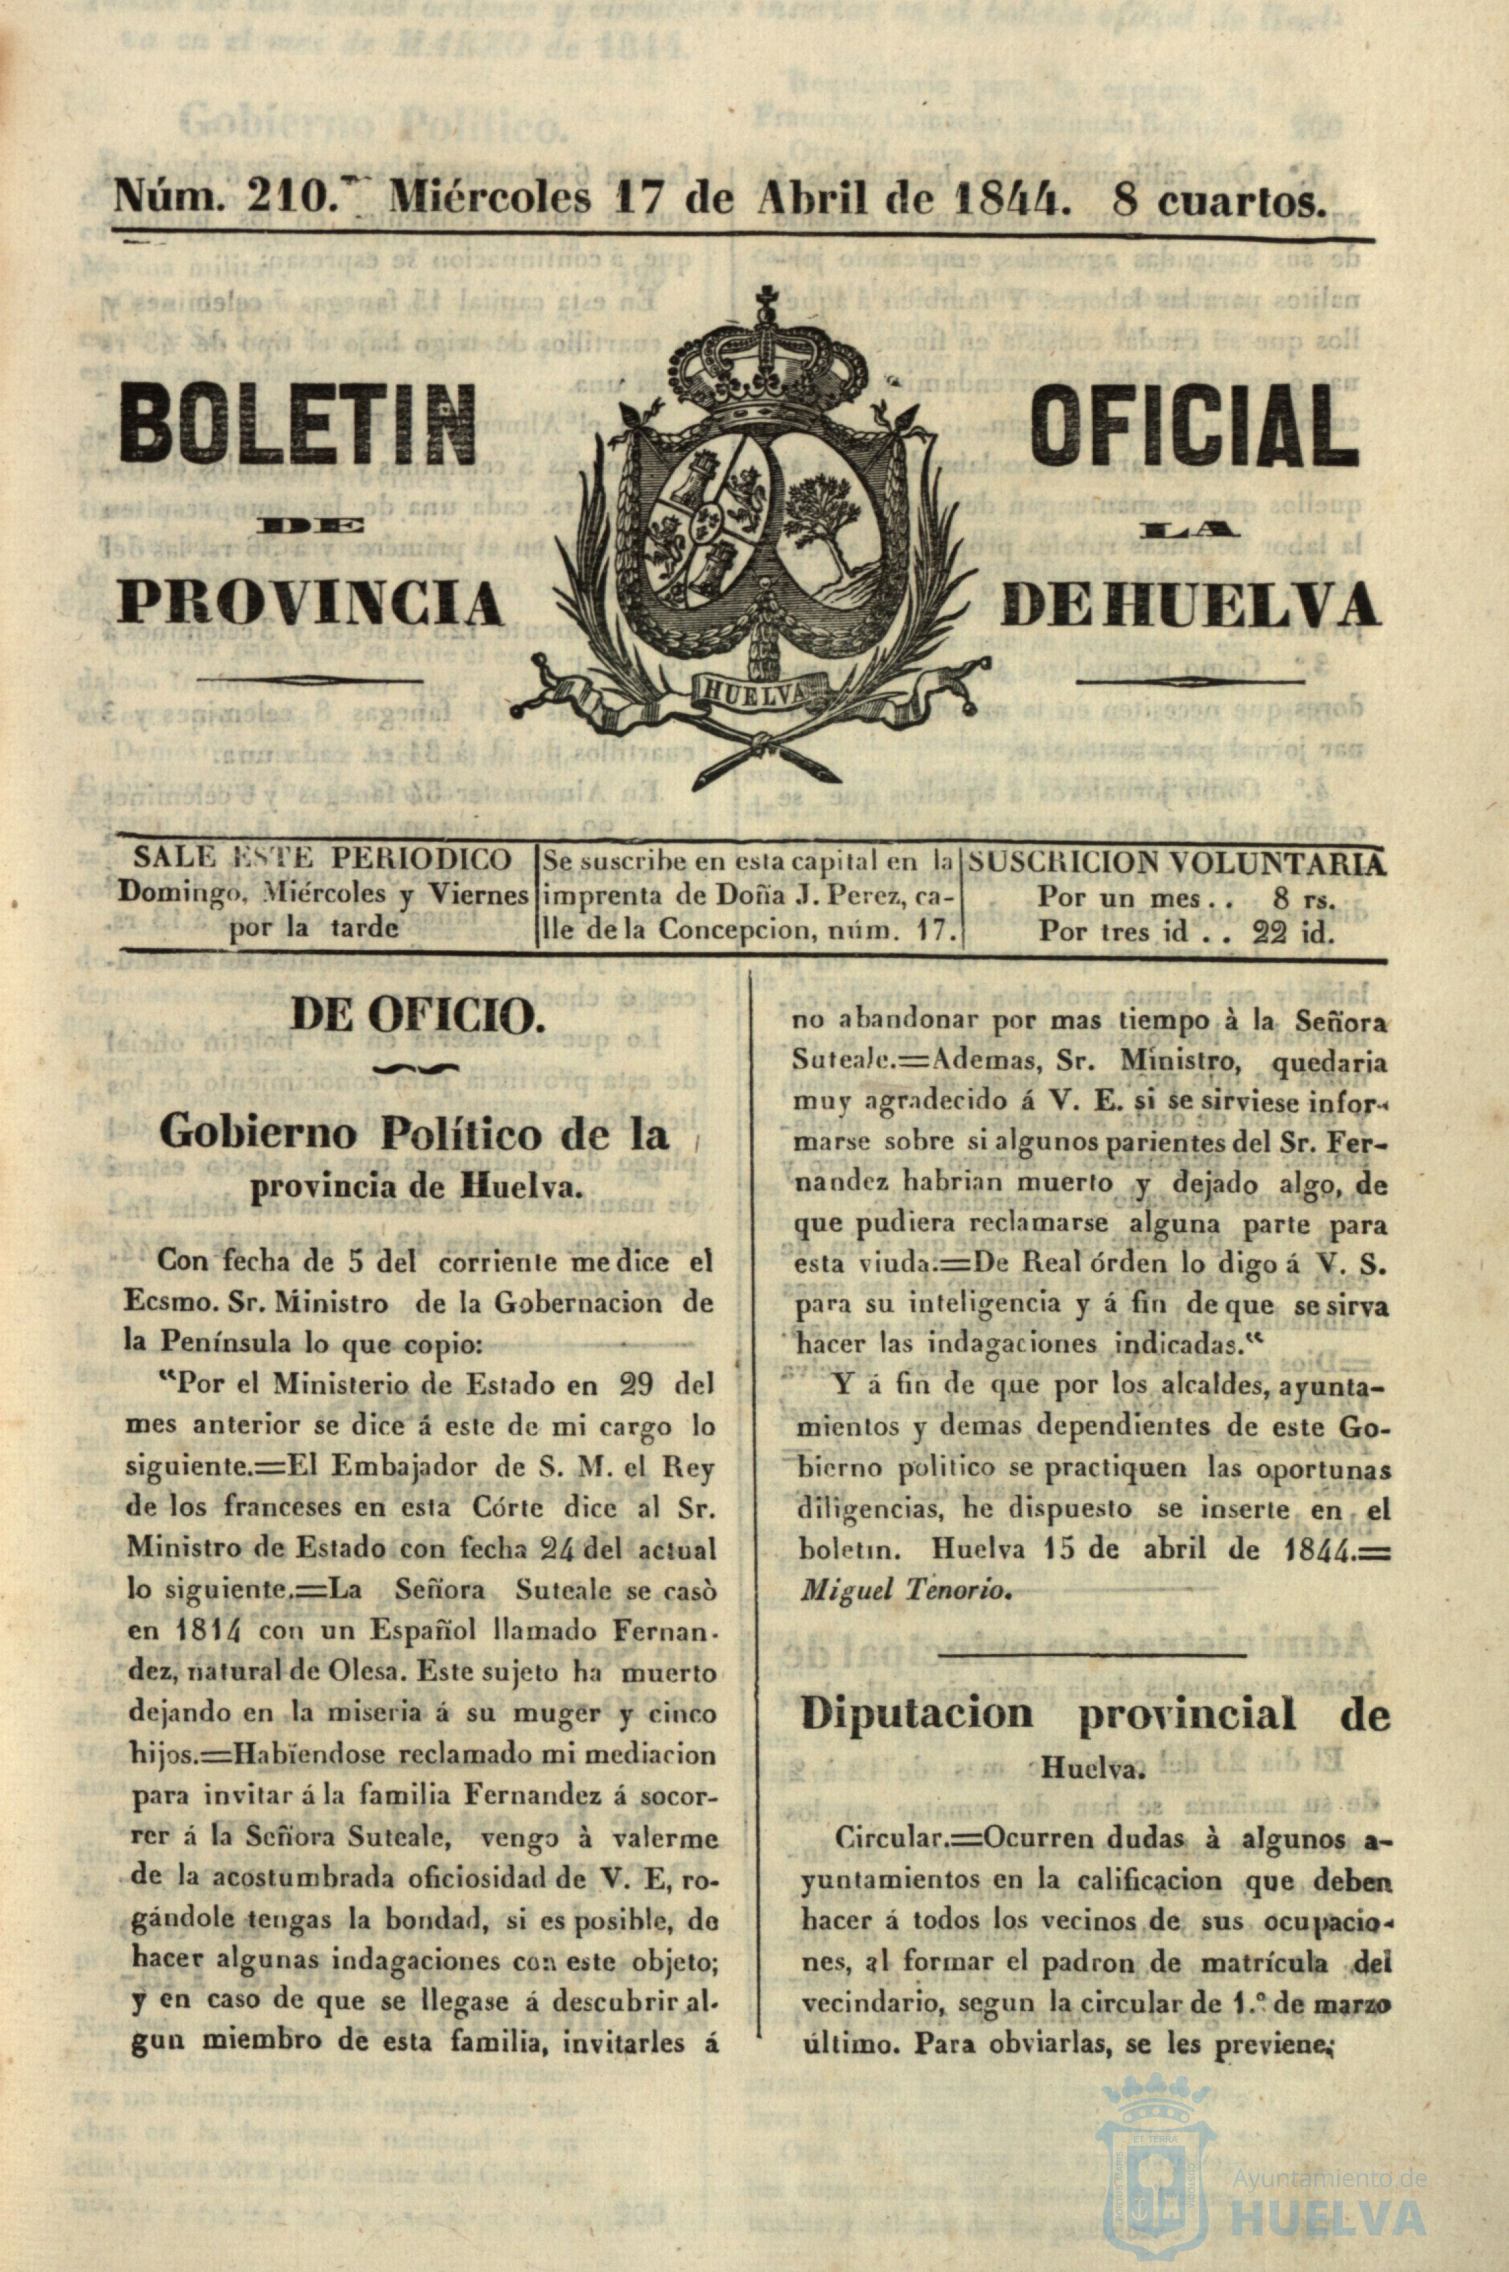 Núm. 210. Miércoles 17 de Abril de 1844. 8 cuartos.
BOLETIN OFICIAL
DE LA
PROVINCIA DE HUELVA
HUELVA
SALE ESTE PERIODICO
Domingo, Miércoles y Viernes
por la tarde
Se suscribe en esta capital en la
imprenta de Doña J. Perez, ca-
lle de la Concepcion, núm. 17.
SUSCRICION VOLUNTARIA
Por un mes.. 8 rs.
Por tres id .. 22 id.
DE OFICIO.
Gobierno Político de la
provincia de Huelva.
Con fecha de 5 del corriente me dice el
Ecsmo. Sr. Ministro de la Gobernacion de
la Península lo que copio:
“Por el Ministerio de Estado en 29 del
mes anterior se dice á este de mi cargo lo
siguiente.=El Embajador de S. M. el Rey
de los franceses en esta Córte dice al Sr.
Ministro de Estado con fecha 24 del actual
lo siguiente.=La Señora Suteale se casò
en 1814 con un Español llamado Fernan-
dez, natural de Olesa. Este sujeto ha muerto
dejando en la miseria á su muger y cinco
hijos.=Habiendose reclamado mi mediacion
para invitar á la familia Fernandez á socor-
rer á la Señora Suteale, vengo à valerme
de la acostumbrada oficiosidad de V. E, ro-
gándole tengas la bondad, si es posible, de
hacer algunas indagaciones con este objeto;
y en caso de que se llegase á descubrir al-
gun miembro de esta familia, invitarles á
no abandonar por mas tiempo à la Señora
Suteale.=Ademas, Sr. Ministro, quedaria
muy agradecido á V. E. si se sirviese infor-
marse sobre si algunos parientes del Sr. Fer-
nandez habrian muerto y dejado algo, de
que pudiera reclamarse alguna parte para
esta viuda.=De Real órden lo digo á V. S.
para su inteligencia y á fin de que se sirva
hacer las indagaciones indicadas.“
Y á fin de que por los alcaldes, ayunta-
mientos y demas dependientes de este Go-
bierno politico se practiquen las oportunas
diligencias, he dispuesto se inserte en el
boletin. Huelva 15 de abril de 1844.=
Miguel Tenorio.
Diputacion provincial de
Huelva.
Circular.=Ocurren dudas à algunos a-
yuntamientos en la calificacion que deben
hacer á todos los vecinos de sus ocupacio-
nes, al formar el padron de matrícula del
vecindario, segun la circular de 1.º de marzo
último. Para obviarlas, se les previene;
Ayuntamiento de
HUELVA